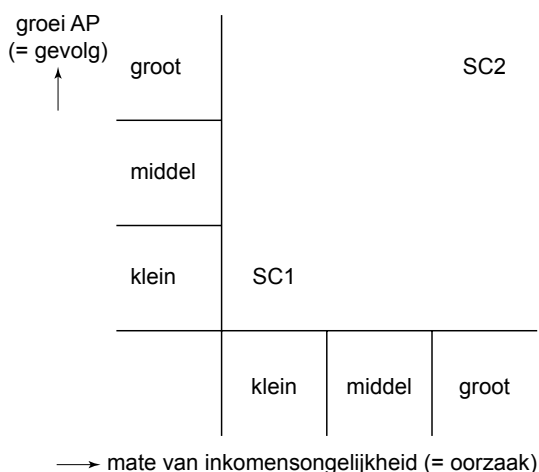 groei AP
(= gevolg)
groot
SC2
middel
klein
SC1
klein
middel
groot
mate van inkomensongelijkheid (= oorzaak)